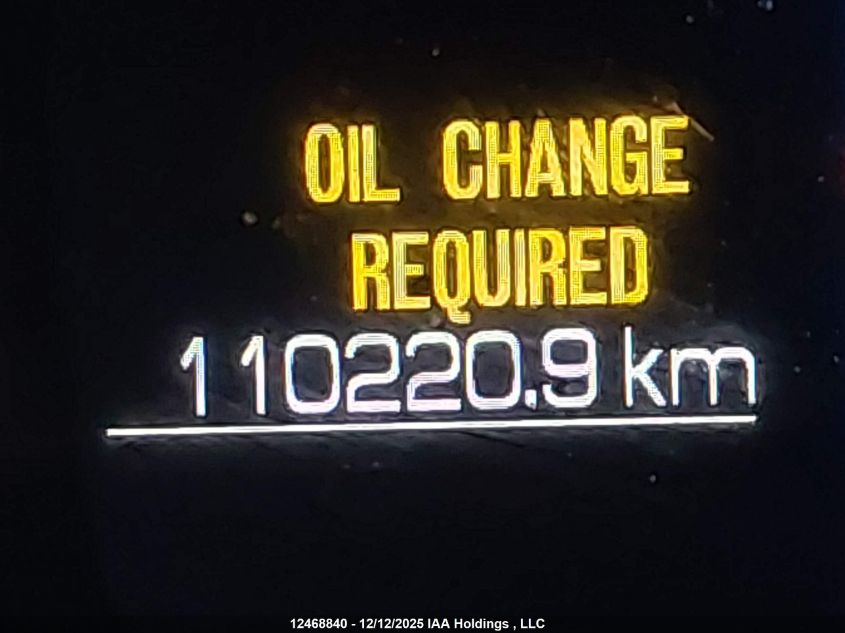 OIL CHANGE
REQUIRED
110220.9 km
12468840 - 12/12/2025 IAA Holdings , LLC